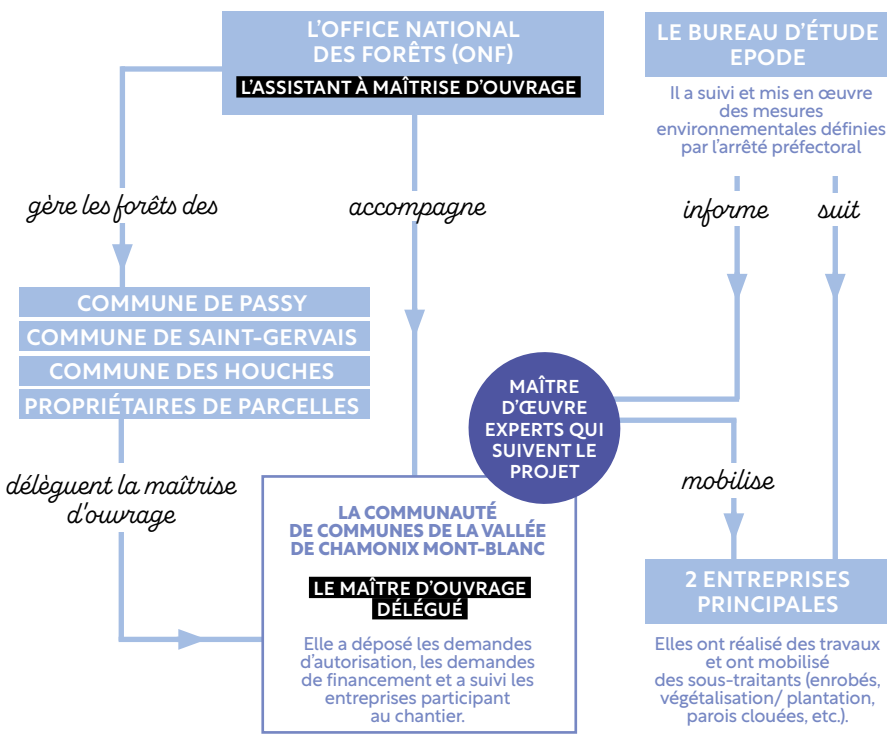 L'OFFICE NATIONAL
DES FORÊTS (ONF)
L'ASSISTANT À MAÎTRISE D'OUVRAGE
LE BUREAU D'ÉTUDE
EPODE
Il a suivi et mis en œuvre
des mesures
environnementales définies
par l'arrêté préfectoral
gère les forêts des
accompagne
informe
suit
COMMUNE DE PASSY
COMMUNE DE SAINT-GERVAIS
COMMUNE DES HOUCHES
PROPRIÉTAIRES DE PARCELLES
MAÎTRE
D'ŒUVRE
EXPERTS QUI
SUIVENT LE
PROJET
délèguent la maîtrise
d'ouvrage
mobilise
LA COMMUNAUTÉ
DE COMMUNES DE LA VALLÉE
DE CHAMONIX MONT-BLANC
LE MAÎTRE D'OUVRAGE
DÉLÉGUÉ
Elle a déposé les demandes
d'autorisation, les demandes
de financement et a suivi les
entreprises participant
au chantier.
2 ENTREPRISES
PRINCIPALES
Elles ont réalisé des travaux
et ont mobilisé
des sous-traitants (enrobés,
végétalisation/ plantation,
parois clouées, etc.).